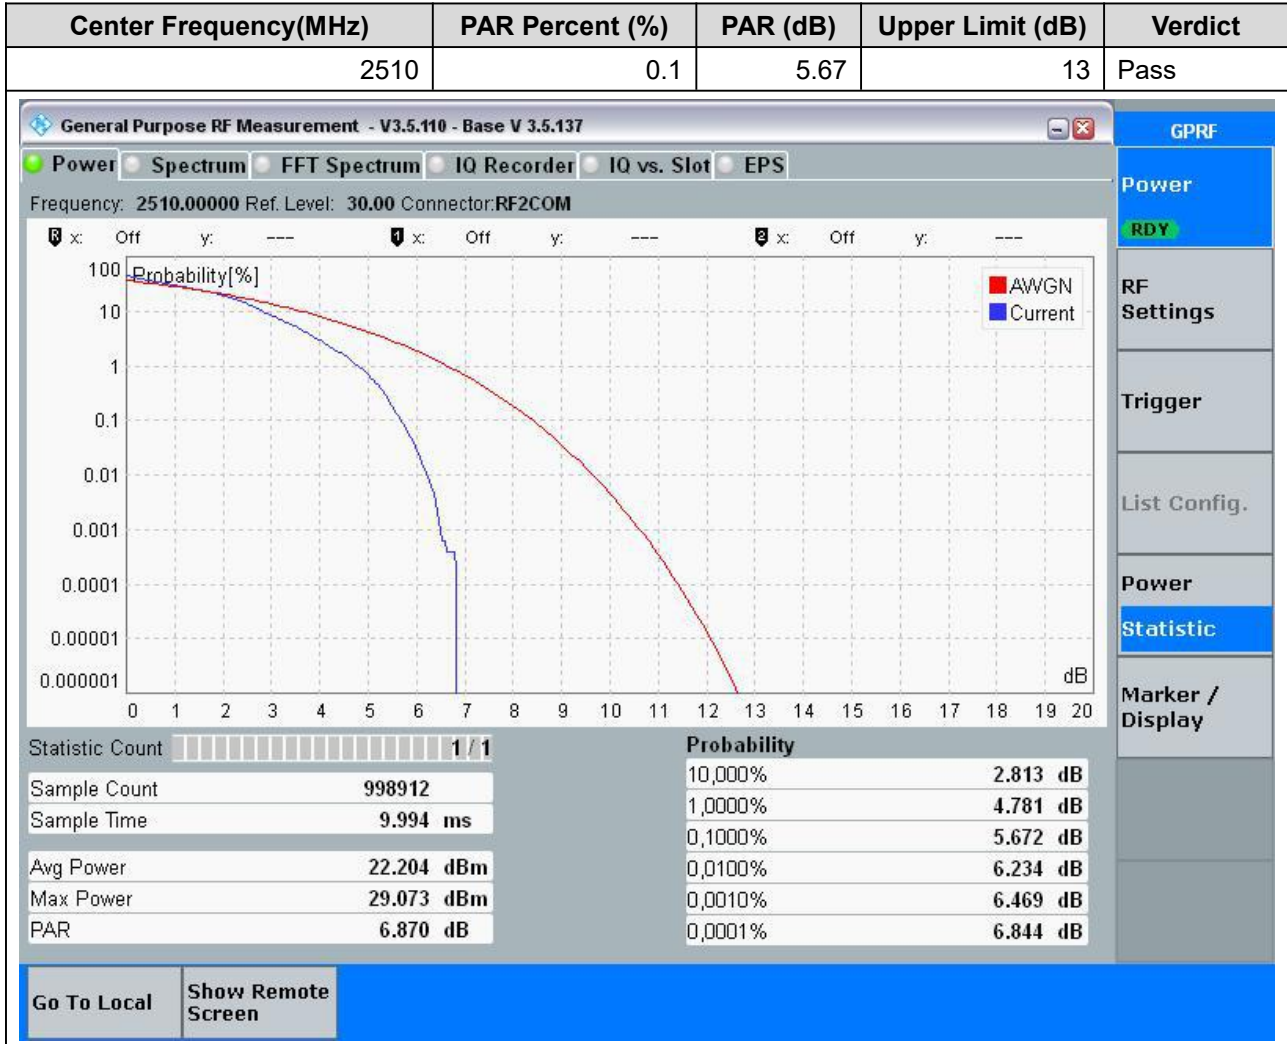 Center Frequency(MHz) PAR Percent (%) PAR (dB) Upper Limit (dB) Verdict
2510 0.1 5.67 13 Pass
General Purpose RF Measurement - V3.5.110 - Base V 3.5.137
GPRF
Power Spectrum FFT Spectrum IQ Recorder IQ vs. Slot EPS
Frequency: 2510.00000 Ref. Level: 30.00 Connector:RF2COM
R x: Off y: --- 1 x: Off y: --- 2 x: Off y: ---
Probability[%]
AWGN
Current
100
10
1
0.1
0.01
0.001
0.0001
0.00001
0.000001
dB
0 1 2 3 4 5 6 7 8 9 10 11 12 13 14 15 16 17 18 19 20
Statistic Count 1 / 1
Sample Count 998912
Sample Time 9.994 ms
Avg Power 22.204 dBm
Max Power 29.073 dBm
PAR 6.870 dB
Probability
10,000% 2.813 dB
1,0000% 4.781 dB
0,1000% 5.672 dB
0,0100% 6.234 dB
0,0010% 6.469 dB
0,0001% 6.844 dB
Power
RDY
RF
Settings
Trigger
List Config.
Power
Statistic
Marker /
Display
Go To Local
Show Remote
Screen